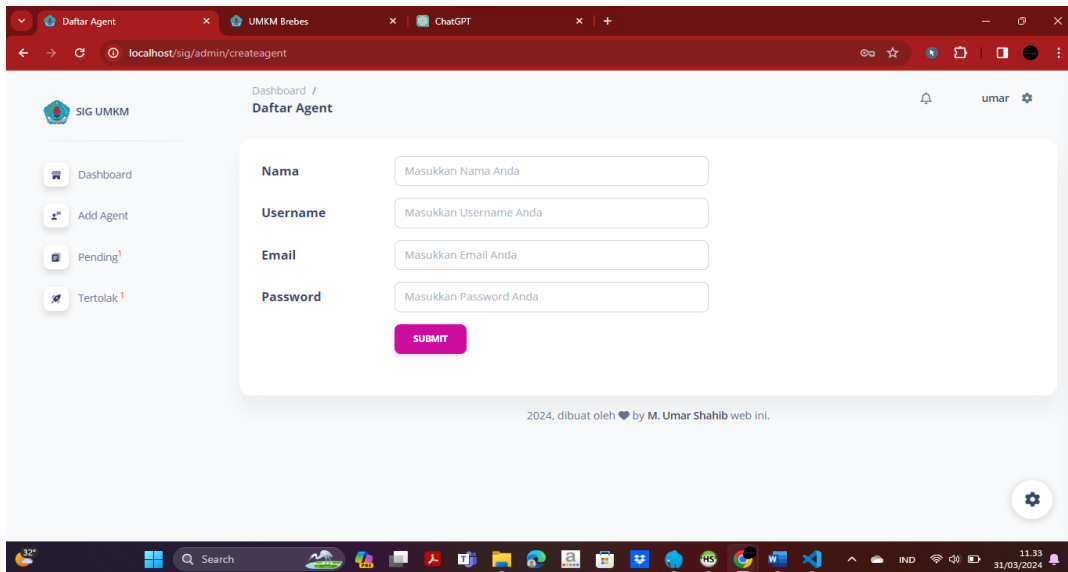 Daftar Agent
UMKM Brebes
ChatGPT
localhost/sig/admin/createagent
SIG UMKM
Dashboard /
Daftar Agent
umar
Dashboard
Add Agent
Pending1
Tertolak 1
Nama
Masukkan Nama Anda
Username
Masukkan Username Anda
Email
Masukkan Email Anda
Password
Masukkan Password Anda
SUBMIT
2024, dibuat oleh by M. Umar Shahib web ini.
32°
Search
IND
11.33
31/03/2024